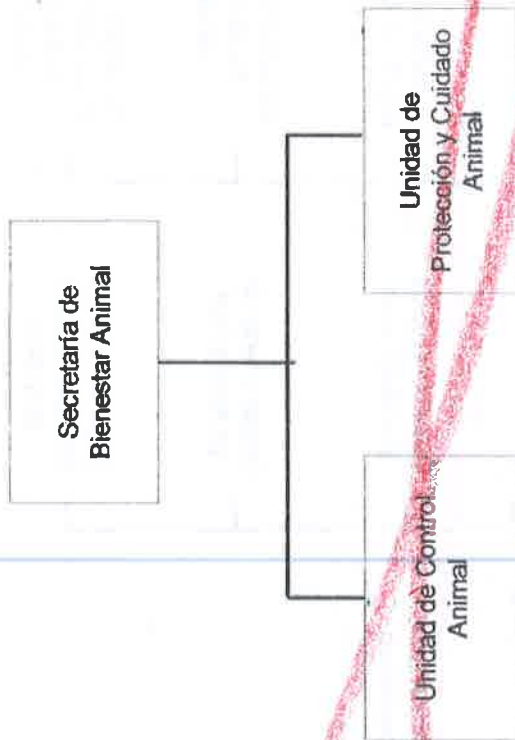 Secretaría de
Bienestar Animal
Unidad de Control
Animal
Unidad de
Protección y Cuidado
Animal